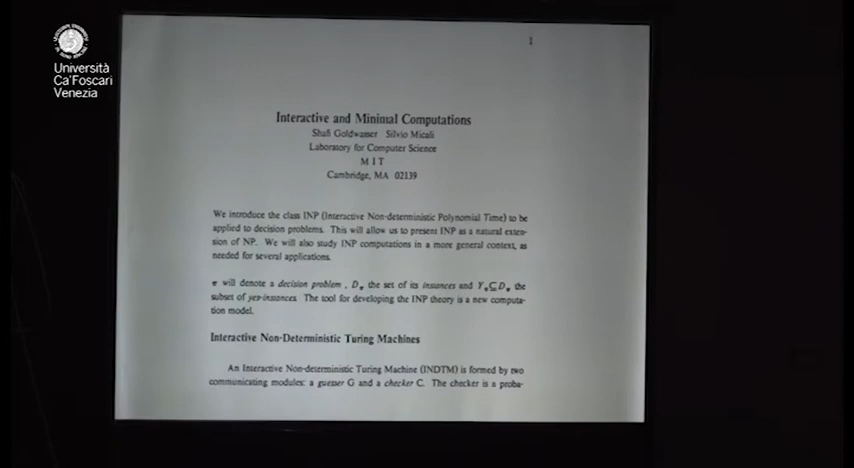 Università
Ca'Foscari
Venezia
1
Interactive and Minimal Computations
Shafi Goldwasser Silvio Micali
Laboratory for Computer Science
M I T
Cambridge, MA 02139
We introduce the class INP (Interactive Non-deterministic Polynomial Time) to be
applied to decision problems. This will allow us to present INP as a natural exten-
sion of NP. We will also study INP computations in a more general context, as
needed for several applications.
π will denote a decision problem , Dπ the set of its instances and Yπ⊆Dπ the
subset of yes-instances. The tool for developing the INP theory is a new computa-
tion model.
Interactive Non-Deterministic Turing Machines
An Interactive Non-deterministic Turing Machine (INDTM) is formed by two
communicating modules: a guesser G and a checker C. The checker is a proba-